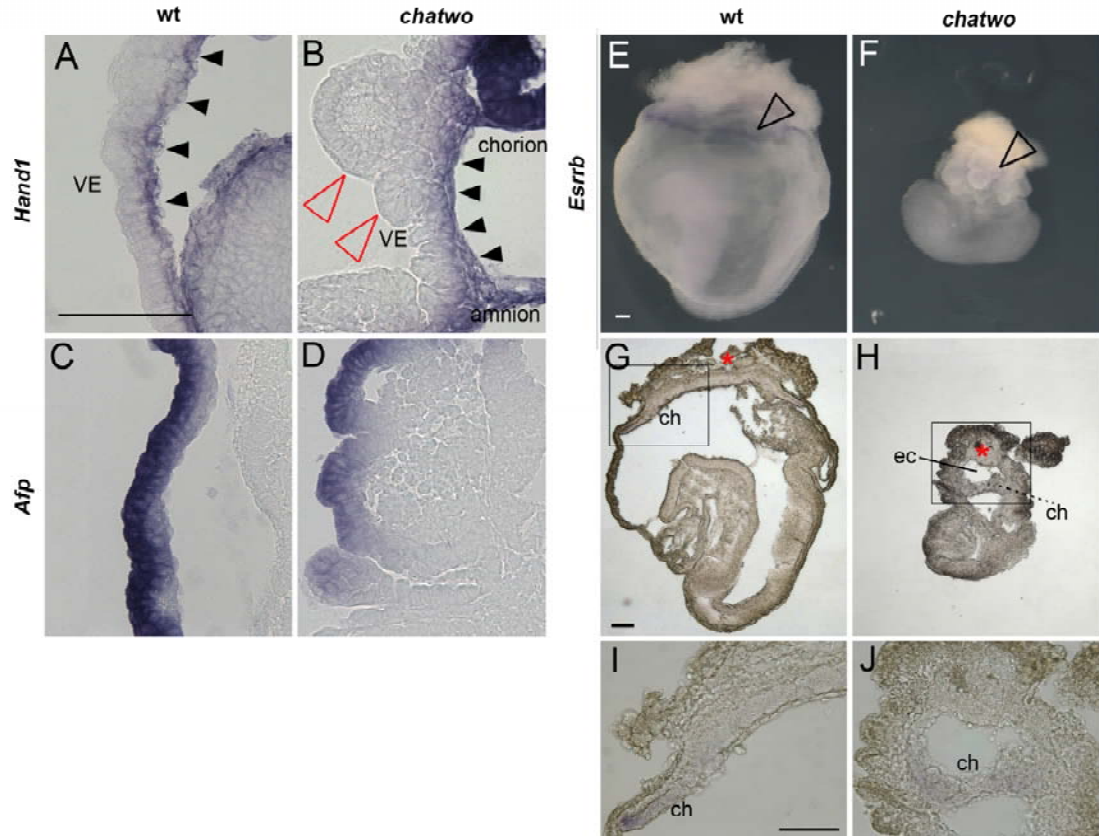 wt
chatwo
wt
chatwo
A
B
E
F
Hand1
VE
chorion
VE
amnion
Esrrb
C
D
G
H
Afp
*
ch
*
ec
ch
I
J
ch
ch